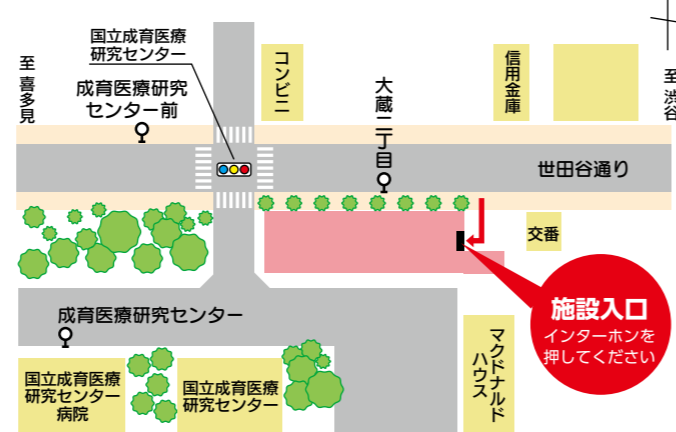 国立成育医療
研究センター
至 喜多見
成育医療研究
センター前
コンビニ
大蔵二丁目
信用金庫
至 渋谷
世田谷通り
交番
施設入口
インターホンを
押してください
成育医療研究センター
国立成育医療
研究センター
病院
国立成育医療
研究センター
マクドナルド
ハウス